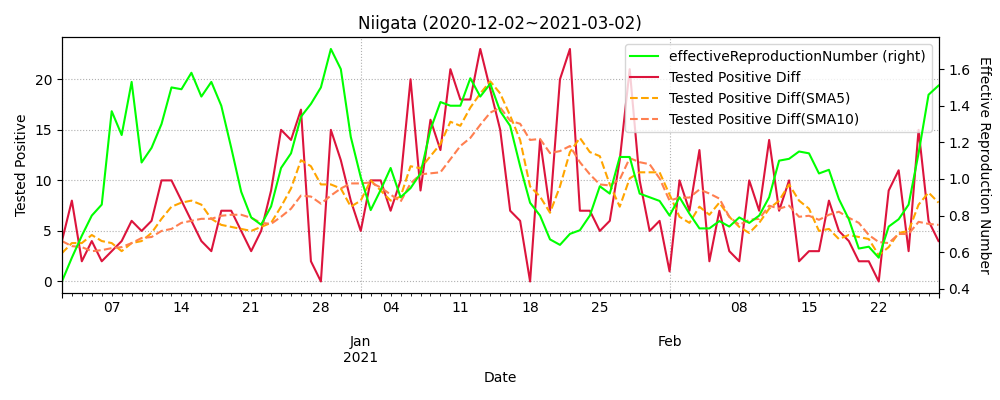 Niigata (2020-12-02~2021-03-02)
effectiveReproductionNumber (right)
Tested Positive Diff
Tested Positive Diff(SMA5)
Tested Positive Diff(SMA10)
Tested Positive
0
5
10
15
20
Effective Reproduction Number
0.4
0.6
0.8
1.0
1.2
1.4
1.6
07 14 21 28 04 11 18 25 08 15 22
Jan Feb
2021
Date